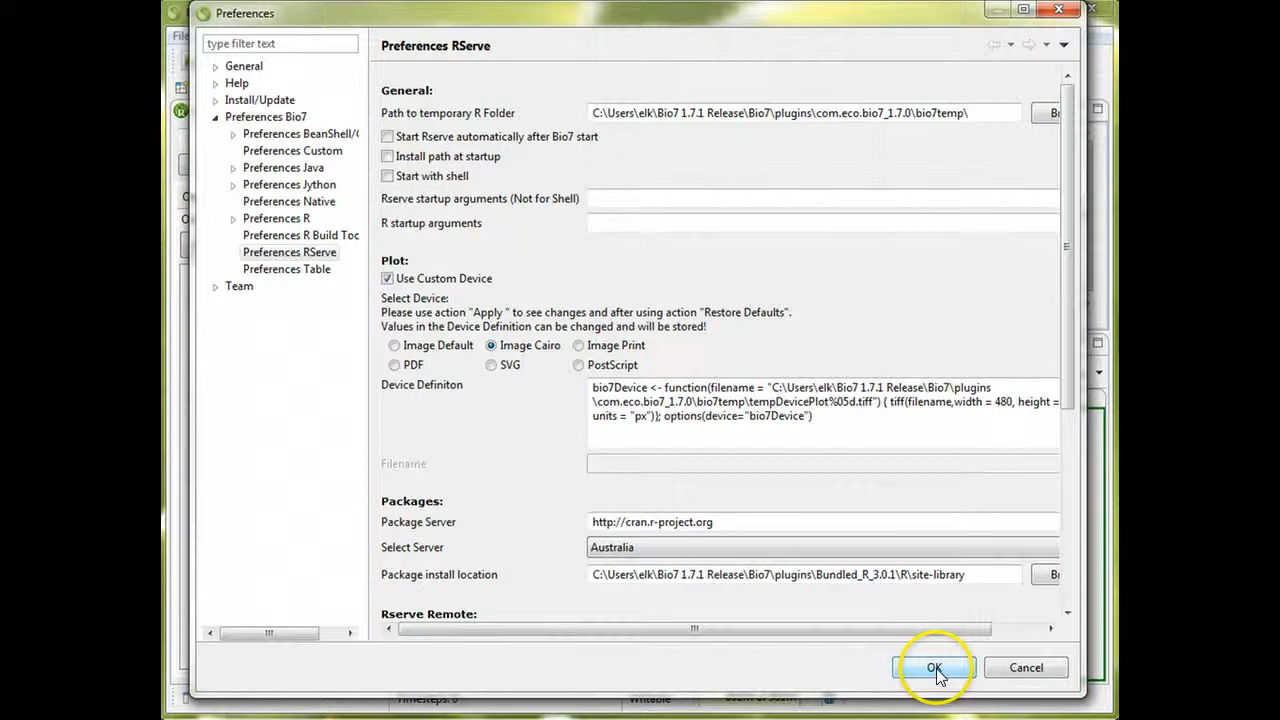 Preferences
Fil
type filter text
Preferences RServe
General
Help
Install/Update
Preferences Bio7
Preferences BeanShell/G
Preferences Custom
Preferences Java
Preferences Jython
Preferences Native
Preferences R
Preferences R Build Toc
Preferences RServe
Preferences Table
Team
General:
Path to temporary R Folder
C:\Users\elk\Bio7 1.7.1 Release\Bio7\plugins\com.eco.bio7_1.7.0\bio7temp\
Br
Start Rserve automatically after Bio7 start
Install path at startup
Start with shell
Rserve startup arguments (Not for Shell)
R startup arguments
Plot:
Use Custom Device
Select Device:
Please use action "Apply " to see changes and after using action "Restore Defaults".
Values in the Device Definition can be changed and will be stored!
Image Default
Image Cairo
Image Print
PDF
SVG
PostScript
Device Definiton
bio7Device <- function(filename = "C:\Users\elk\Bio7 1.7.1 Release\Bio7\plugins
\com.eco.bio7_1.7.0\bio7temp\tempDevicePlot%05d.tiff") { tiff(filename,width = 480, height =
units = "px")}; options(device="bio7Device")
Filename
Packages:
Package Server
http://cran.r-project.org
Select Server
Australia
Package install location
C:\Users\elk\Bio7 1.7.1 Release\Bio7\plugins\Bundled_R_3.0.1\R\site-library
Br
Rserve Remote:
OK
Cancel